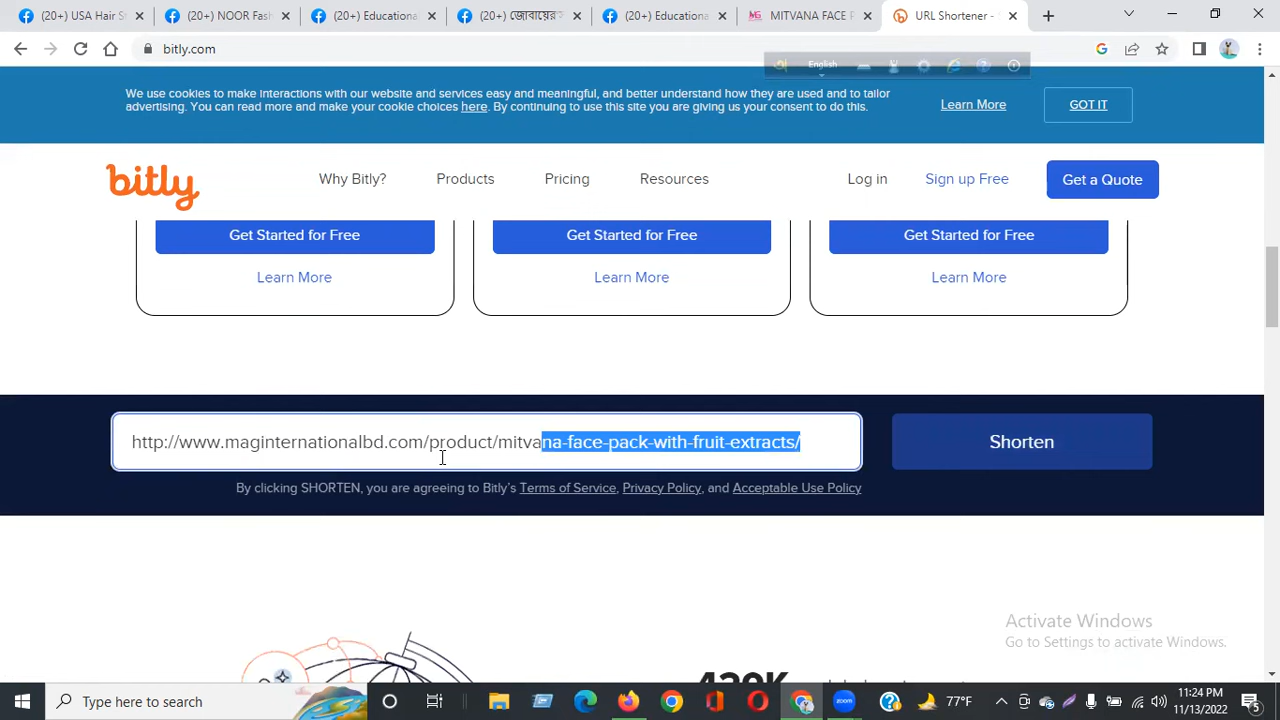 (20+) USA Hair S
(20+) NOOR Fash
(20+) Educationa
(20+)
(20+) Educationa
MITVANA FACE P
URL Shortener -
bitly.com
English
We use cookies to make interactions with our website and services easy and meaningful, and better understand how they are used and to tailor
advertising. You can read more and make your cookie choices here. By continuing to use this site you are giving us your consent to do this.
Learn More
GOT IT
bitly
Why Bitly?
Products
Pricing
Resources
Log in
Sign up Free
Get a Quote
Get Started for Free
Get Started for Free
Get Started for Free
Learn More
Learn More
Learn More
http://www.maginternationalbd.com/product/mitvana-face-pack-with-fruit-extracts/
Shorten
By clicking SHORTEN, you are agreeing to Bitly's Terms of Service, Privacy Policy, and Acceptable Use Policy
Activate Windows
Go to Settings to activate Windows.
Type here to search
zoom
77°F
11:24 PM
11/13/2022
5